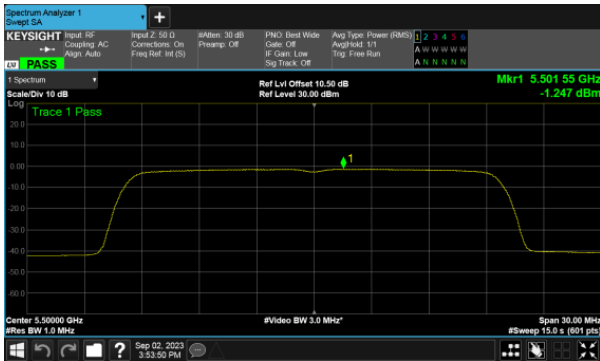 Spectrum Analyzer 1
Swept SA
+
KEYSIGHT Input: RF Input Z: 50 Ω #Atten: 30 dB PNO: Best Wide Avg Type: Power (RMS) 1 2 3 4 5 6
Coupling: AC Corrections: On Preamp: Off Gate: Off Avg|Hold: 1/1 A W W W W W
Align: Auto Freq Ref: Int (S) IF Gain: Low Trig: Free Run
Sig Track: Off A N N N N N
LXI PASS
1 Spectrum Ref Lvl Offset 10.50 dB Mkr1 5.501 55 GHz
Scale/Div 10 dB Ref Level 30.00 dBm -1.247 dBm
Log
Trace 1 Pass
20.0
10.0
0.00
1
-10.0
-20.0
-30.0
-40.0
-50.0
-60.0
Center 5.50000 GHz #Video BW 3.0 MHz* Span 30.00 MHz
#Res BW 1.0 MHz #Sweep 15.0 s (601 pts)
? Sep 02, 2023
3:53:50 PM